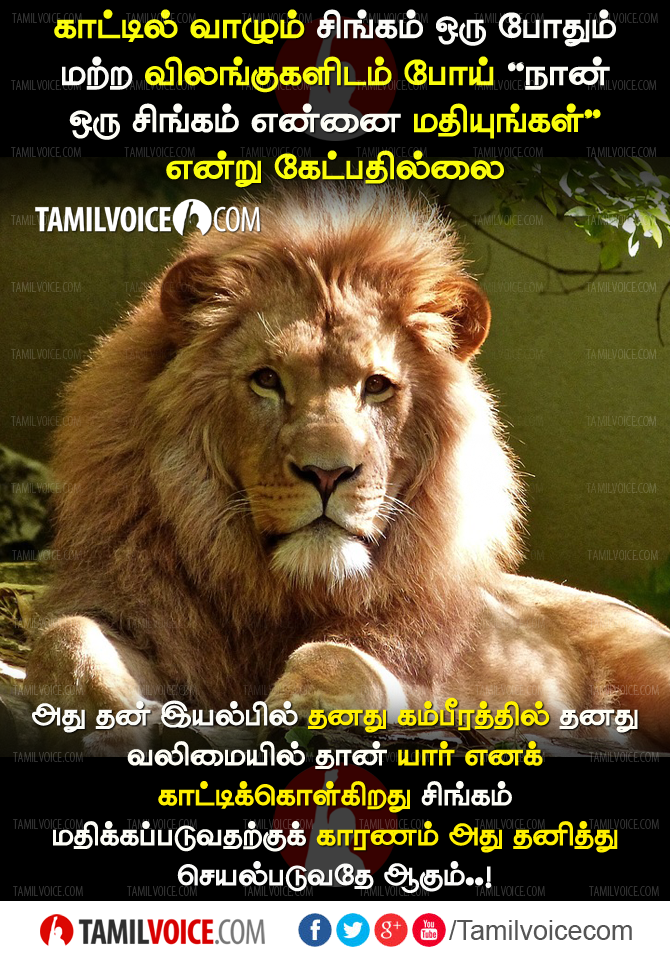 காட்டில் வாழும் சிங்கம் ஒரு போதும்
மற்ற விலங்குகளிடம் போய் “நான்
ஒரு சிங்கம் என்னை மதியுங்கள்”
என்று கேட்பதில்லை
TAMILVOICE.COM
அது தன் இயல்பில் தனது கம்பீரத்தில் தனது
வலிமையில் தான் யார் எனக்
காட்டிக்கொள்கிறது சிங்கம்
மதிக்கப்படுவதற்குக் காரணம் அது தனித்து
செயல்படுவதே ஆகும்..!
TAMILVOICE.COM f g+ You Tube /Tamilvoicecom